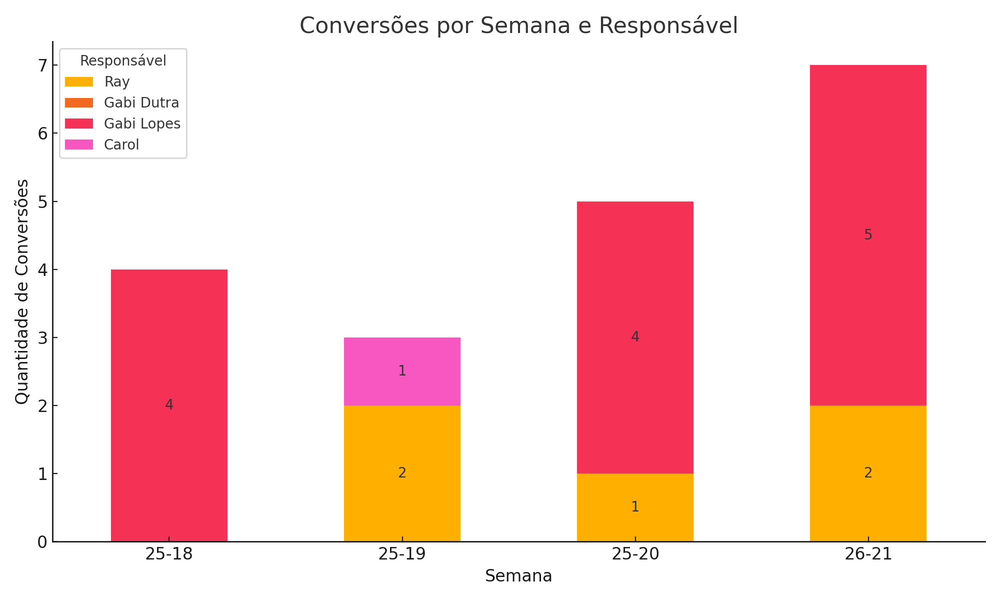 Conversões por Semana e Responsável
Responsável
Ray
Gabi Dutra
Gabi Lopes
Carol
Quantidade de Conversões
7
6
5
4
3
2
1
0
4
1
2
4
1
5
2
25-18
25-19
25-20
26-21
Semana